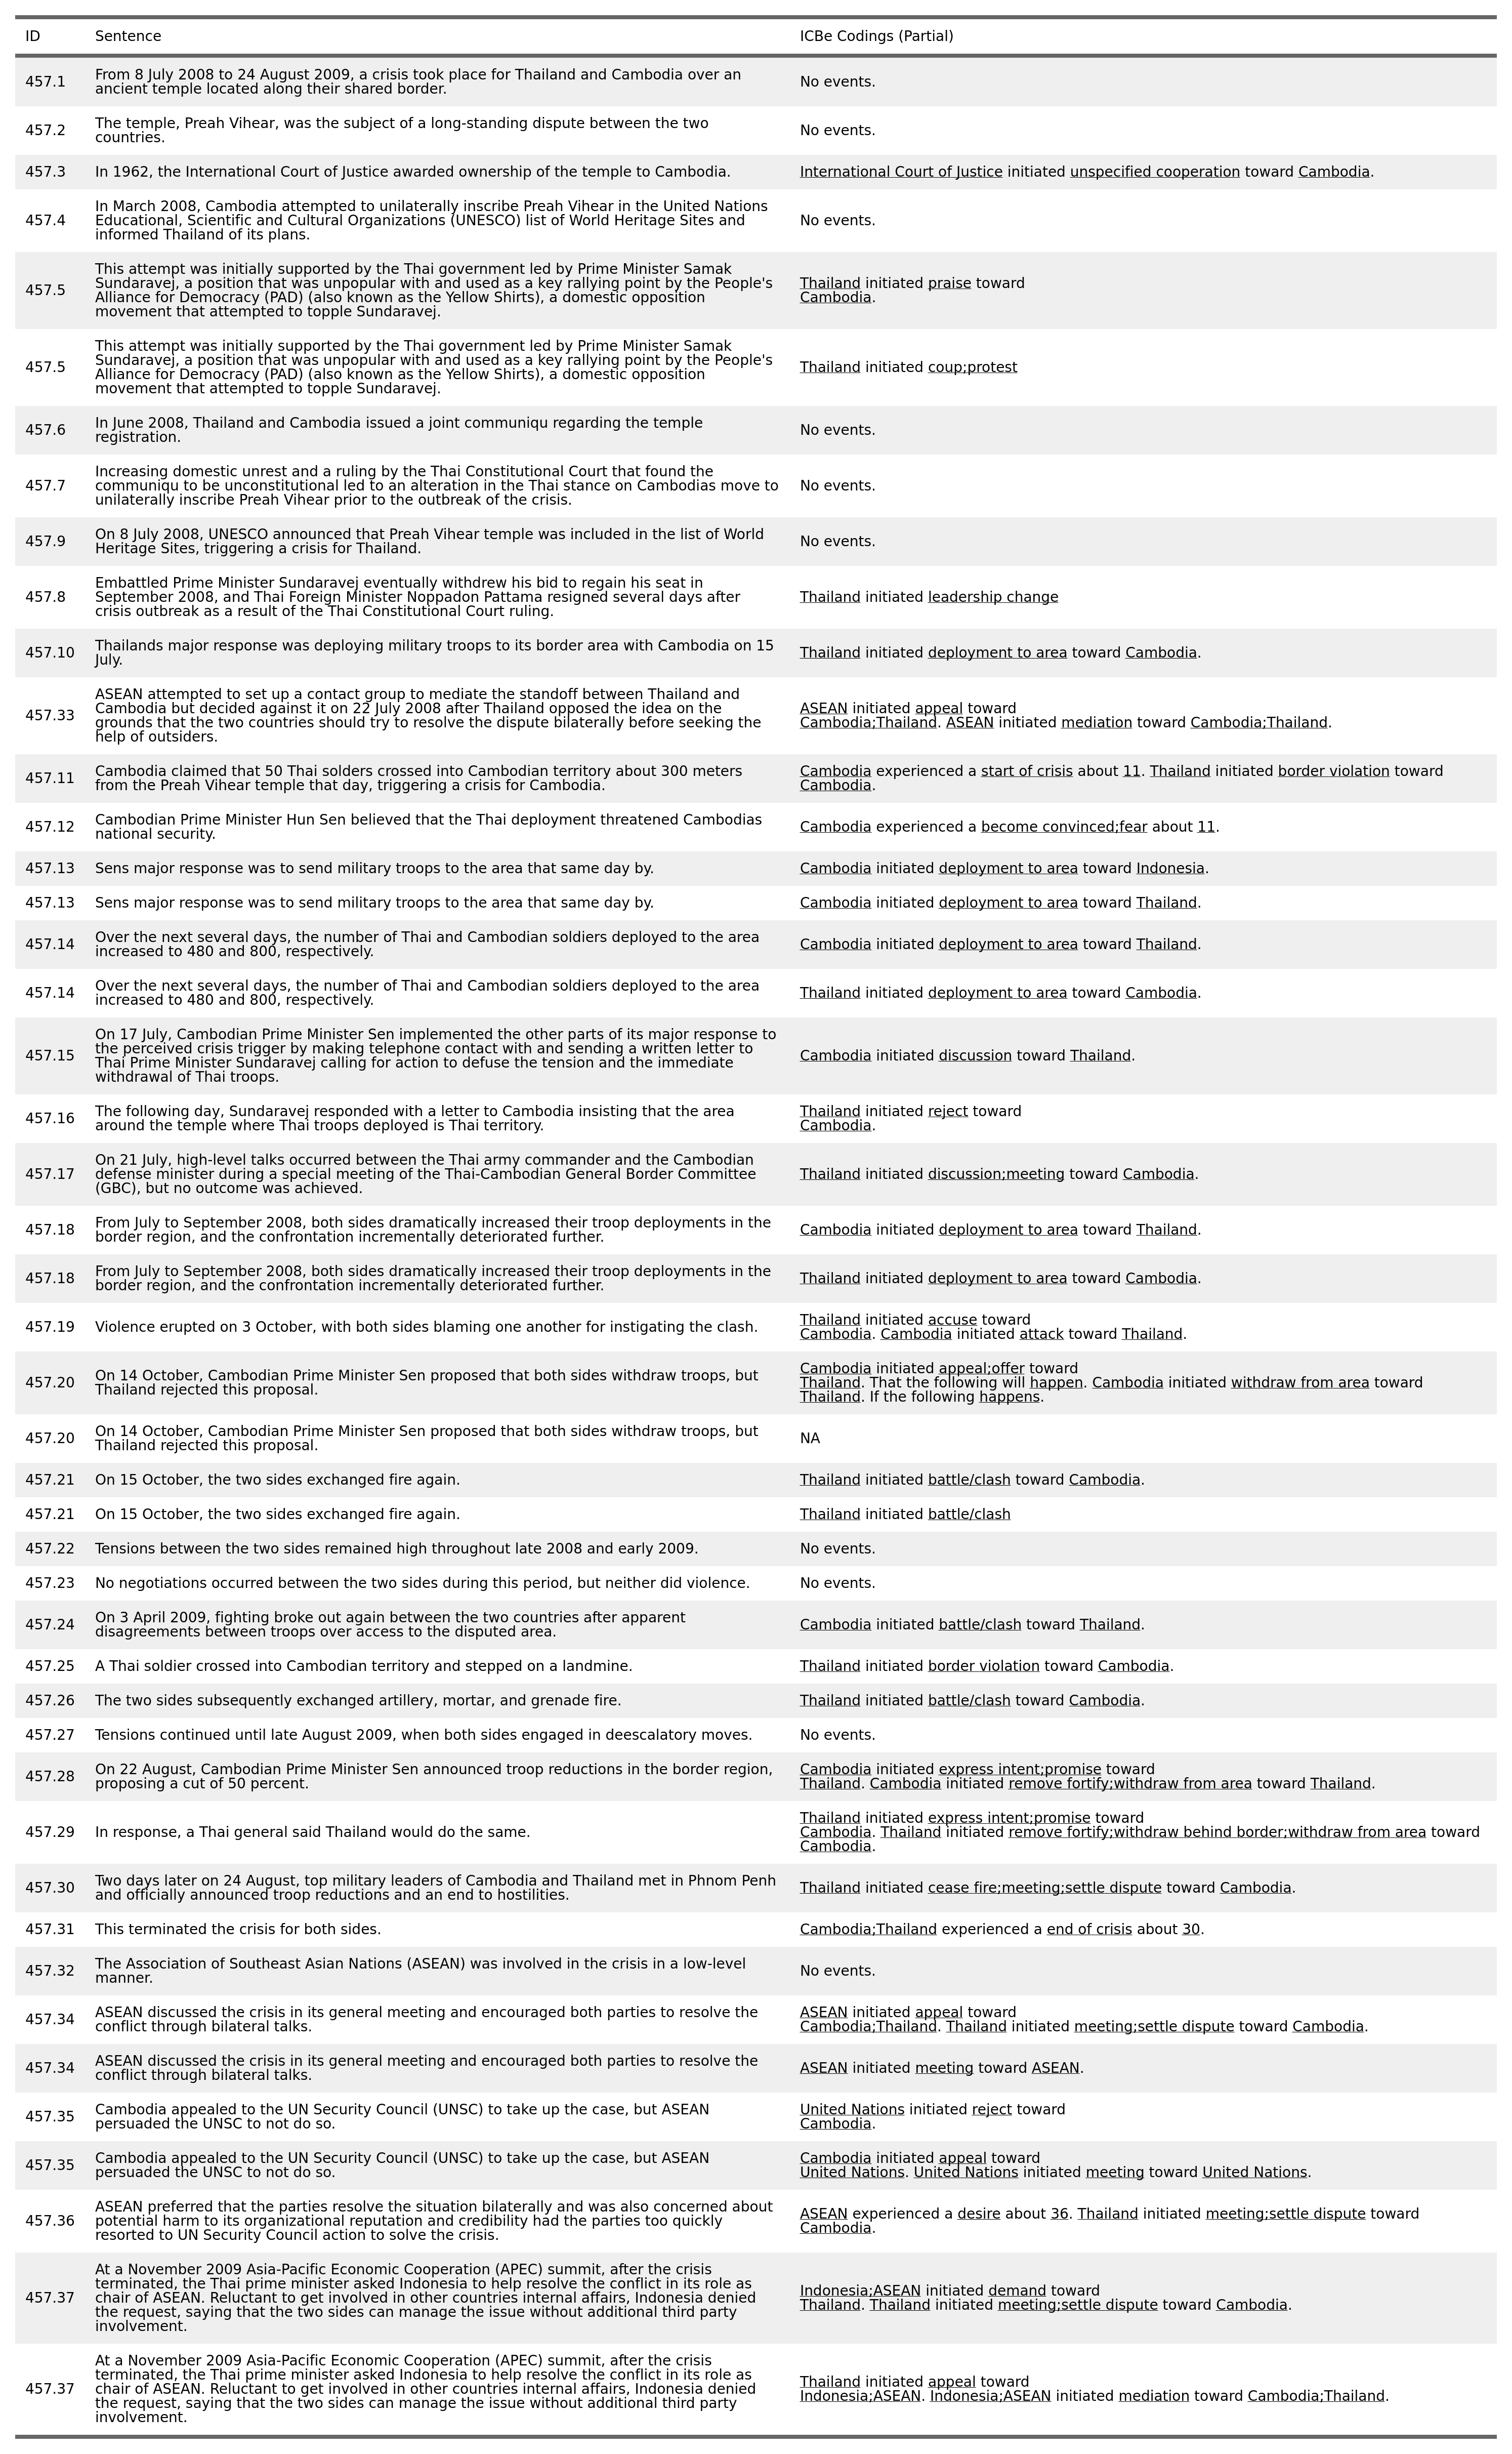 ID Sentence ICBe Codings (Partial)
457.1 From 8 July 2008 to 24 August 2009, a crisis took place for Thailand and Cambodia over an
ancient temple located along their shared border. No events.
457.2 The temple, Preah Vihear, was the subject of a long-standing dispute between the two
countries. No events.
457.3 In 1962, the International Court of Justice awarded ownership of the temple to Cambodia. International Court of Justice initiated unspecified cooperation toward Cambodia.
457.4 In March 2008, Cambodia attempted to unilaterally inscribe Preah Vihear in the United Nations
Educational, Scientific and Cultural Organizations (UNESCO) list of World Heritage Sites and
informed Thailand of its plans. No events.
457.5 This attempt was initially supported by the Thai government led by Prime Minister Samak
Sundaravej, a position that was unpopular with and used as a key rallying point by the People's
Alliance for Democracy (PAD) (also known as the Yellow Shirts), a domestic opposition
movement that attempted to topple Sundaravej.
Thailand initiated praise toward
Cambodia.
457.5 This attempt was initially supported by the Thai government led by Prime Minister Samak
Sundaravej, a position that was unpopular with and used as a key rallying point by the People's
Alliance for Democracy (PAD) (also known as the Yellow Shirts), a domestic opposition
movement that attempted to topple Sundaravej.
Thailand initiated coup;protest
457.6 In June 2008, Thailand and Cambodia issued a joint communiqu regarding the temple
registration. No events.
457.7 Increasing domestic unrest and a ruling by the Thai Constitutional Court that found the
communiqu to be unconstitutional led to an alteration in the Thai stance on Cambodias move to
unilaterally inscribe Preah Vihear prior to the outbreak of the crisis. No events.
457.9 On 8 July 2008, UNESCO announced that Preah Vihear temple was included in the list of World
Heritage Sites, triggering a crisis for Thailand. No events.
457.8 Embattled Prime Minister Sundaravej eventually withdrew his bid to regain his seat in
September 2008, and Thai Foreign Minister Noppadon Pattama resigned several days after
crisis outbreak as a result of the Thai Constitutional Court ruling.
Thailand initiated leadership change
457.10 Thailands major response was deploying military troops to its border area with Cambodia on 15
July.
Thailand initiated deployment to area toward Cambodia.
457.33 ASEAN attempted to set up a contact group to mediate the standoff between Thailand and
Cambodia but decided against it on 22 July 2008 after Thailand opposed the idea on the
grounds that the two countries should try to resolve the dispute bilaterally before seeking the
help of outsiders.
ASEAN initiated appeal toward
Cambodia;Thailand. ASEAN initiated mediation toward Cambodia;Thailand.
457.11 Cambodia claimed that 50 Thai solders crossed into Cambodian territory about 300 meters
from the Preah Vihear temple that day, triggering a crisis for Cambodia.
Cambodia experienced a start of crisis about 11. Thailand initiated border violation toward
Cambodia.
457.12 Cambodian Prime Minister Hun Sen believed that the Thai deployment threatened Cambodias
national security.
Cambodia experienced a become convinced;fear about 11.
457.13 Sens major response was to send military troops to the area that same day by. Cambodia initiated deployment to area toward Indonesia.
457.13 Sens major response was to send military troops to the area that same day by. Cambodia initiated deployment to area toward Thailand.
457.14 Over the next several days, the number of Thai and Cambodian soldiers deployed to the area
increased to 480 and 800, respectively.
Cambodia initiated deployment to area toward Thailand.
457.14 Over the next several days, the number of Thai and Cambodian soldiers deployed to the area
increased to 480 and 800, respectively.
Thailand initiated deployment to area toward Cambodia.
457.15 On 17 July, Cambodian Prime Minister Sen implemented the other parts of its major response to
the perceived crisis trigger by making telephone contact with and sending a written letter to
Thai Prime Minister Sundaravej calling for action to defuse the tension and the immediate
withdrawal of Thai troops.
Cambodia initiated discussion toward Thailand.
457.16 The following day, Sundaravej responded with a letter to Cambodia insisting that the area
around the temple where Thai troops deployed is Thai territory.
Thailand initiated reject toward
Cambodia.
457.17 On 21 July, high-level talks occurred between the Thai army commander and the Cambodian
defense minister during a special meeting of the Thai-Cambodian General Border Committee
(GBC), but no outcome was achieved.
Thailand initiated discussion;meeting toward Cambodia.
457.18 From July to September 2008, both sides dramatically increased their troop deployments in the
border region, and the confrontation incrementally deteriorated further.
Cambodia initiated deployment to area toward Thailand.
457.18 From July to September 2008, both sides dramatically increased their troop deployments in the
border region, and the confrontation incrementally deteriorated further.
Thailand initiated deployment to area toward Cambodia.
457.19 Violence erupted on 3 October, with both sides blaming one another for instigating the clash.
Thailand initiated accuse toward
Cambodia. Cambodia initiated attack toward Thailand.
457.20 On 14 October, Cambodian Prime Minister Sen proposed that both sides withdraw troops, but
Thailand rejected this proposal.
Cambodia initiated appeal;offer toward
Thailand. That the following will happen. Cambodia initiated withdraw from area toward
Thailand. If the following happens.
457.20 On 14 October, Cambodian Prime Minister Sen proposed that both sides withdraw troops, but
Thailand rejected this proposal.
NA
457.21 On 15 October, the two sides exchanged fire again. Thailand initiated battle/clash toward Cambodia.
457.21 On 15 October, the two sides exchanged fire again. Thailand initiated battle/clash
457.22 Tensions between the two sides remained high throughout late 2008 and early 2009. No events.
457.23 No negotiations occurred between the two sides during this period, but neither did violence. No events.
457.24 On 3 April 2009, fighting broke out again between the two countries after apparent
disagreements between troops over access to the disputed area.
Cambodia initiated battle/clash toward Thailand.
457.25 A Thai soldier crossed into Cambodian territory and stepped on a landmine. Thailand initiated border violation toward Cambodia.
457.26 The two sides subsequently exchanged artillery, mortar, and grenade fire. Thailand initiated battle/clash toward Cambodia.
457.27 Tensions continued until late August 2009, when both sides engaged in deescalatory moves. No events.
457.28 On 22 August, Cambodian Prime Minister Sen announced troop reductions in the border region,
proposing a cut of 50 percent.
Cambodia initiated express intent;promise toward
Thailand. Cambodia initiated remove fortify;withdraw from area toward Thailand.
457.29 In response, a Thai general said Thailand would do the same.
Thailand initiated express intent;promise toward
Cambodia. Thailand initiated remove fortify;withdraw behind border;withdraw from area toward
Cambodia.
457.30 Two days later on 24 August, top military leaders of Cambodia and Thailand met in Phnom Penh
and officially announced troop reductions and an end to hostilities.
Thailand initiated cease fire;meeting;settle dispute toward Cambodia.
457.31 This terminated the crisis for both sides. Cambodia;Thailand experienced a end of crisis about 30.
457.32 The Association of Southeast Asian Nations (ASEAN) was involved in the crisis in a low-level
manner. No events.
457.34 ASEAN discussed the crisis in its general meeting and encouraged both parties to resolve the
conflict through bilateral talks.
ASEAN initiated appeal toward
Cambodia;Thailand. Thailand initiated meeting;settle dispute toward Cambodia.
457.34 ASEAN discussed the crisis in its general meeting and encouraged both parties to resolve the
conflict through bilateral talks.
ASEAN initiated meeting toward ASEAN.
457.35 Cambodia appealed to the UN Security Council (UNSC) to take up the case, but ASEAN
persuaded the UNSC to not do so.
United Nations initiated reject toward
Cambodia.
457.35 Cambodia appealed to the UN Security Council (UNSC) to take up the case, but ASEAN
persuaded the UNSC to not do so.
Cambodia initiated appeal toward
United Nations. United Nations initiated meeting toward United Nations.
457.36 ASEAN preferred that the parties resolve the situation bilaterally and was also concerned about
potential harm to its organizational reputation and credibility had the parties too quickly
resorted to UN Security Council action to solve the crisis.
ASEAN experienced a desire about 36. Thailand initiated meeting;settle dispute toward
Cambodia.
457.37 At a November 2009 Asia-Pacific Economic Cooperation (APEC) summit, after the crisis
terminated, the Thai prime minister asked Indonesia to help resolve the conflict in its role as
chair of ASEAN. Reluctant to get involved in other countries internal affairs, Indonesia denied
the request, saying that the two sides can manage the issue without additional third party
involvement.
Indonesia;ASEAN initiated demand toward
Thailand. Thailand initiated meeting;settle dispute toward Cambodia.
457.37 At a November 2009 Asia-Pacific Economic Cooperation (APEC) summit, after the crisis
terminated, the Thai prime minister asked Indonesia to help resolve the conflict in its role as
chair of ASEAN. Reluctant to get involved in other countries internal affairs, Indonesia denied
the request, saying that the two sides can manage the issue without additional third party
involvement.
Thailand initiated appeal toward
Indonesia;ASEAN. Indonesia;ASEAN initiated mediation toward Cambodia;Thailand.